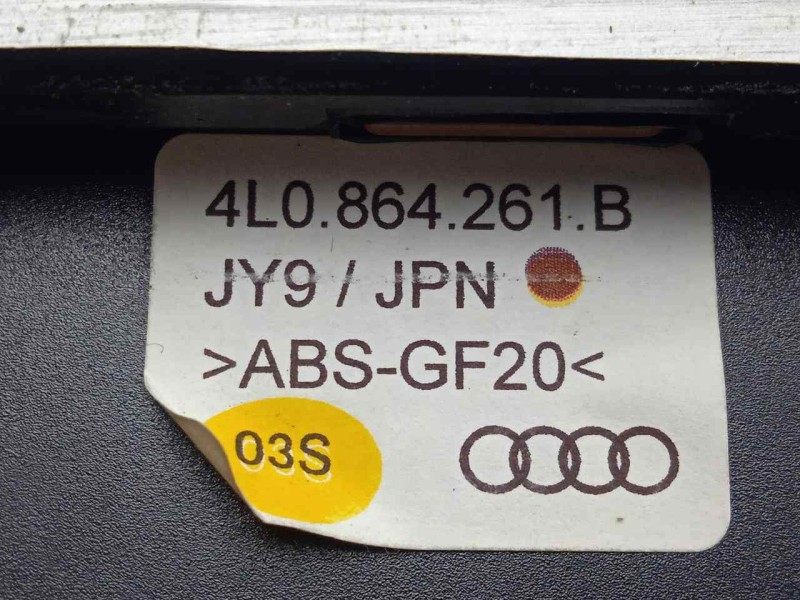 4L0.864.261.B
JY9 / JPN
>ABS-GF20<
03S